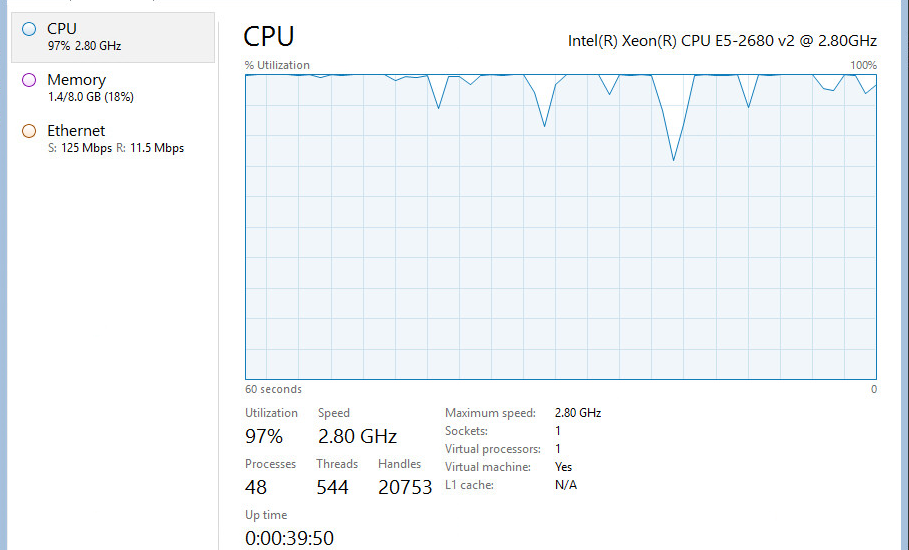 CPU
97% 2.80 GHz
Memory
1.4/8.0 GB (18%)
Ethernet
S: 125 Mbps R: 11.5 Mbps
CPU
Intel(R) Xeon(R) CPU E5-2680 v2 @ 2.80GHz
% Utilization
100%
60 seconds
0
Utilization Speed
97% 2.80 GHz
Processes Threads Handles
48 544 20753
Up time
0:00:39:50
Maximum speed: 2.80 GHz
Sockets: 1
Virtual processors: 1
Virtual machine: Yes
L1 cache: N/A